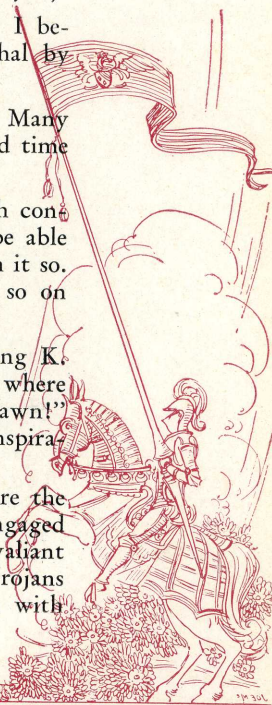 I be-
hal by
Many
d time
n con-
be able
n it so.
so on
ng K.
where
awn!"
nspira-
re the
ngaged
valiant
rojans
with